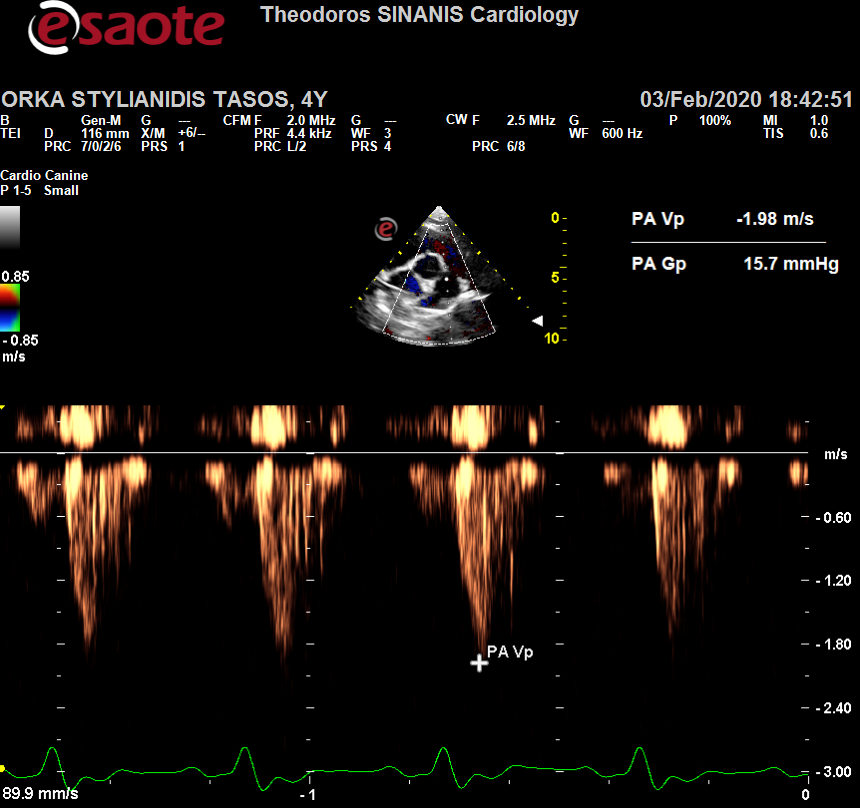 esaote
Theodoros SINANIS Cardiology
ORKA STYLIANIDIS TASOS, 4Y 03/Feb/2020 18:42:51
B Gen-M G --- CFM F 2.0 MHz G --- CW F 2.5 MHz G --- P 100% MI 1.0
TEI D 116 mm X/M +6/-- PRF 4.4 kHz WF 3 WF 600 Hz TIS 0.6
PRC 7/0/2/6 PRS 1 PRC L/2 PRS 4 PRC 6/8
Cardio Canine
P 1-5 Small
e
0
5
10
PA Vp -1.98 m/s
PA Gp 15.7 mmHg
0.85
-0.85
m/s
m/s
-0.60
-1.20
-1.80
PA Vp
-2.40
-3.00
89.9 mm/s -1 0